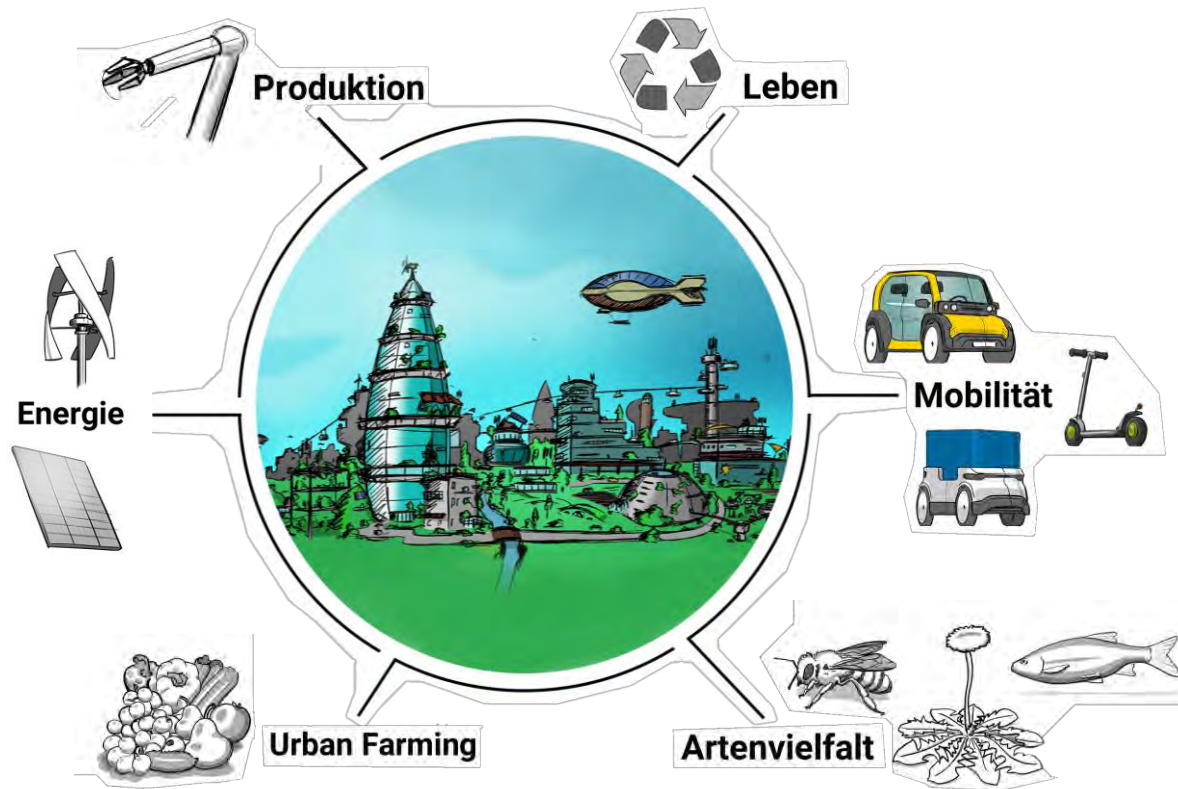 Produktion
Leben
Energie
Mobilität
Urban Farming
Artenvielfalt